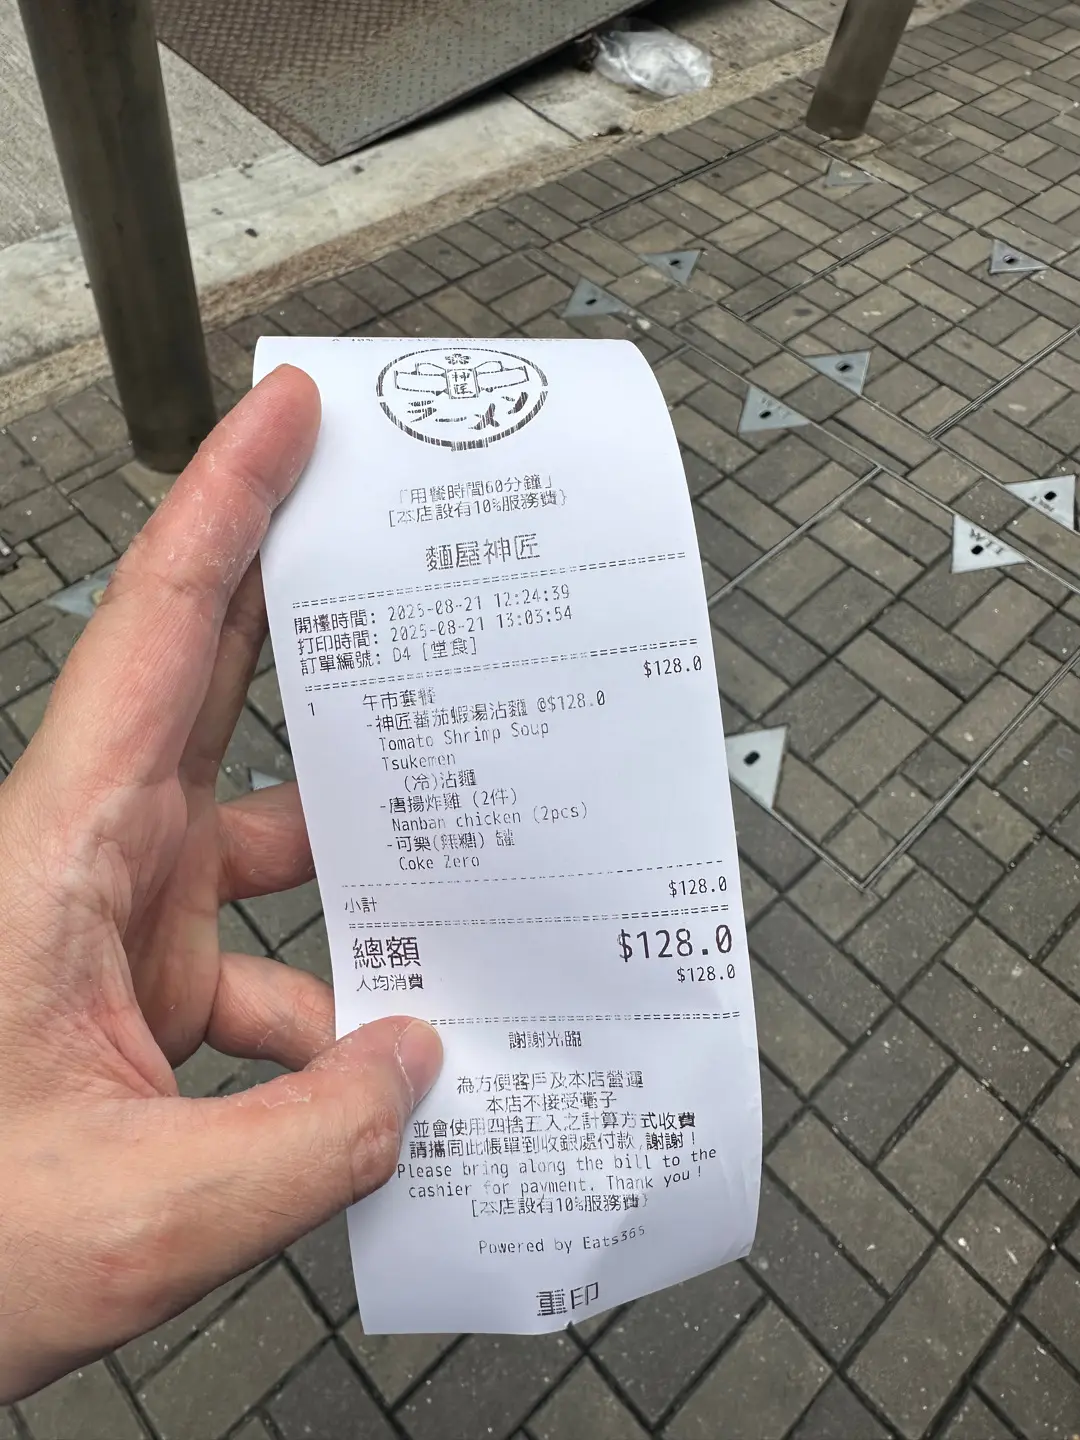 神匠
ラーメン
「用餐時間60分鐘」
[本店設有10%服務費}
麵屋神匠
開檯時間: 2025-08-21 12:24:39
打印時間: 2025-08-21 13:03:54
訂單編號: D4 [堂食]
1 午市套餐 $128.0
-神匠蕃茄蝦湯沾麵 @$128.0
Tomato Shrimp Soup
Tsukemen
(冷)沾麵
-唐揚炸雞 (2件)
Nanban chicken (2pcs)
-可樂(無糖) 罐
Coke Zero
小計 $128.0
總額 $128.0
人均消費 $128.0
謝謝光臨
為方便客戶及本店營運
本店不接受毫子
並會使用四捨五入之計算方式收費
請攜同此帳單到收銀處付款,謝謝!
Please bring along the bill to the
cashier for payment. Thank you!
[本店設有10%服務費}
Powered by Eats365
重印